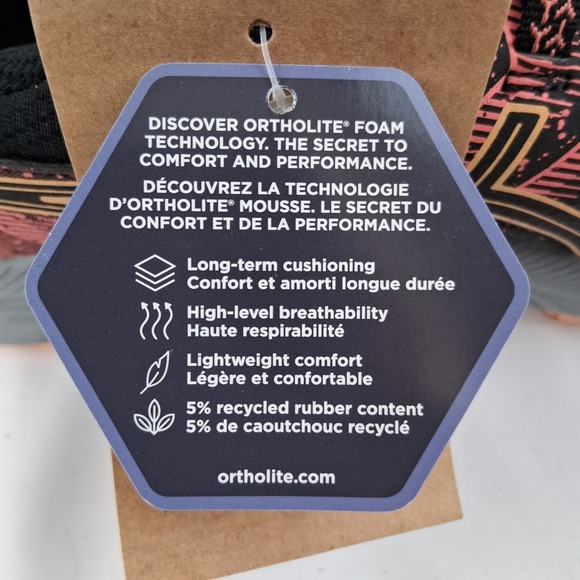 DISCOVER ORTHOLITE® FOAM
TECHNOLOGY. THE SECRET TO
COMFORT AND PERFORMANCE.
DÉCOUVREZ LA TECHNOLOGIE
D'ORTHOLITE® MOUSSE. LE SECRET DU
CONFORT ET DE LA PERFORMANCE.
Long-term cushioning
Confort et amorti longue durée
High-level breathability
Haute respirabilité
Lightweight comfort
Légère et confortable
5% recycled rubber content
5% de caoutchouc recyclé
ortholite.com